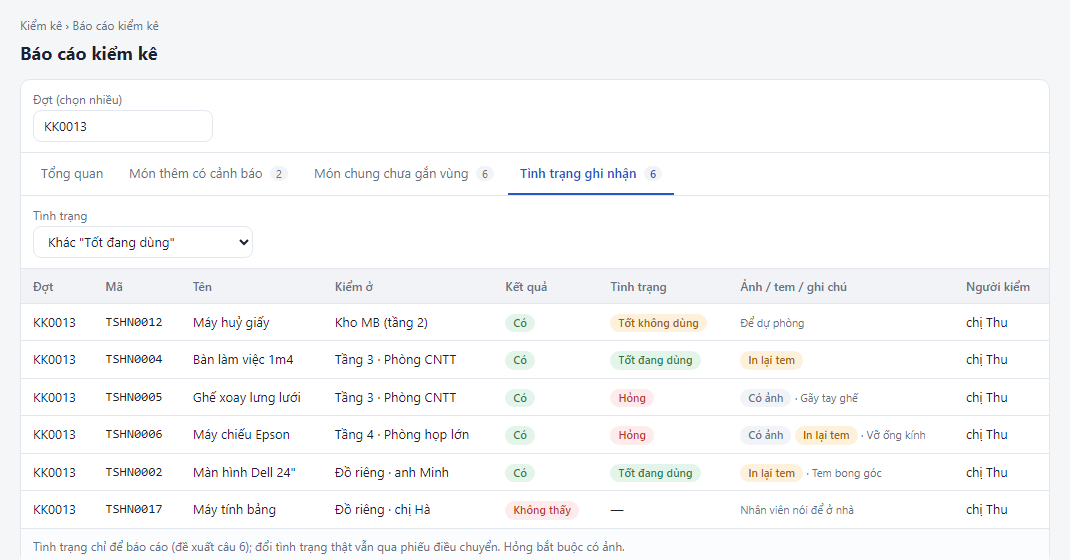 Kiểm kê › Báo cáo kiểm kê
Báo cáo kiểm kê
Đợt (chọn nhiều)
KK0013
Tổng quan Món thêm có cảnh báo 2 Món chung chưa gắn vùng 6 Tình trạng ghi nhận 6
Tình trạng
Khác "Tốt đang dùng"
Đợt Mã Tên Kiểm ở Kết quả Tình trạng Ảnh / tem / ghi chú Người kiểm
KK0013 TSHN0012 Máy huỷ giấy Kho MB (tầng 2) Có Tốt không dùng Để dự phòng chị Thu
KK0013 TSHN0004 Bàn làm việc 1m4 Tầng 3 · Phòng CNTT Có Tốt đang dùng In lại tem chị Thu
KK0013 TSHN0005 Ghế xoay lưng lưới Tầng 3 · Phòng CNTT Có Hỏng Có ảnh · Gãy tay ghế chị Thu
KK0013 TSHN0006 Máy chiếu Epson Tầng 4 · Phòng họp lớn Có Hỏng Có ảnh In lại tem · Vỡ ống kính chị Thu
KK0013 TSHN0002 Màn hình Dell 24" Đồ riêng · anh Minh Có Tốt đang dùng In lại tem · Tem bong góc chị Thu
KK0013 TSHN0017 Máy tính bảng Đồ riêng · chị Hà Không thấy — Nhân viên nói để ở nhà chị Thu
Tình trạng chỉ để báo cáo (đề xuất câu 6); đổi tình trạng thật vẫn qua phiếu điều chuyển. Hỏng bắt buộc có ảnh.